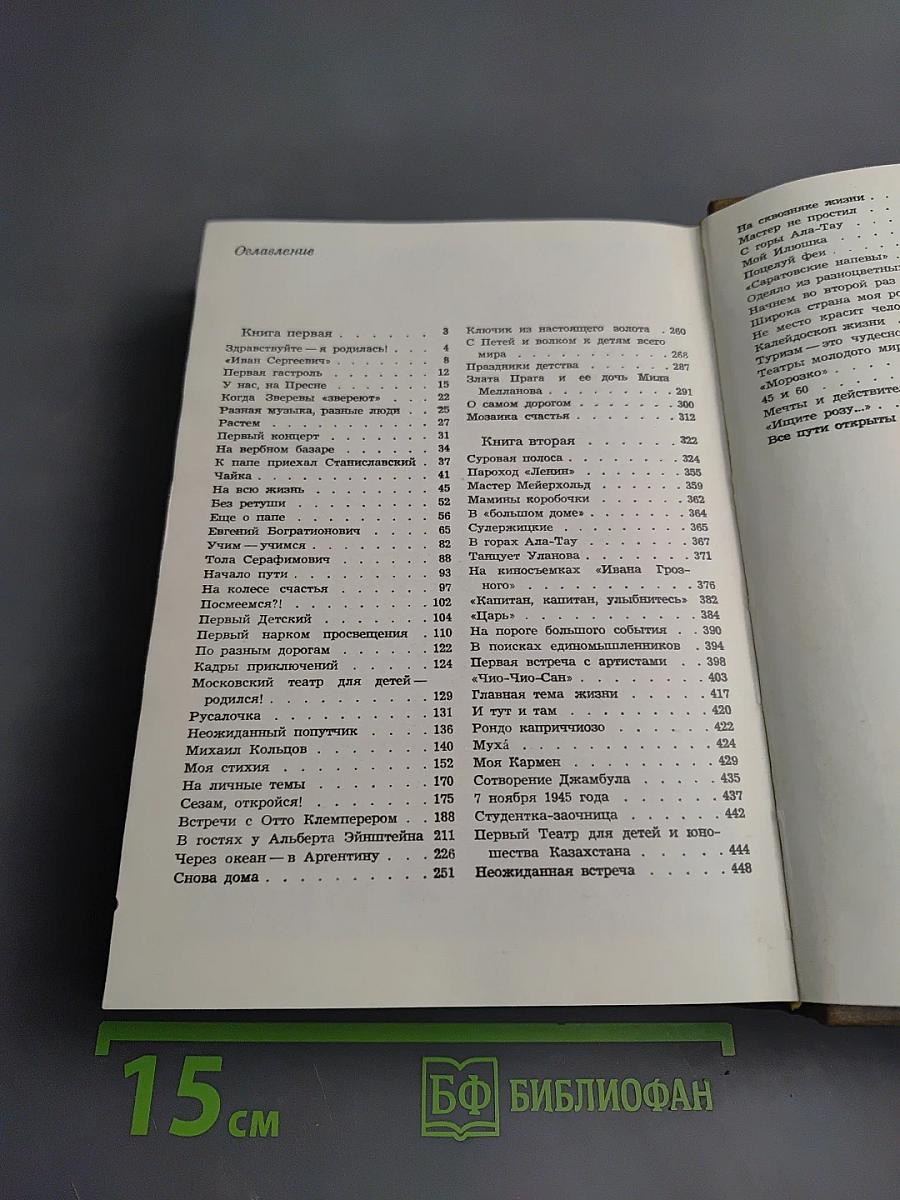 Оглавление
Книга первая . . . . . . 3
Здравствуйте — я родилась! . . . 4
«Иван Сергеевич» . . . . . . 8
Первая гастроль . . . . . . 12
У нас, на Пресне . . . . . . 15
Когда Зверевы «звереют» . . . 22
Разная музыка, разные люди . . 25
Растем . . . . . . . . . 27
Первый концерт . . . . . . 31
На вербном базаре . . . . . 34
К папе приехал Станиславский . 37
Чайка . . . . . . . . . 41
На всю жизнь . . . . . . . 45
Без ретуши . . . . . . . . 52
Еще о папе . . . . . . . . 56
Евгений Богратионович . . . . 65
Учим — учимся . . . . . . . 82
Тола Серафимович . . . . . 88
Начало пути . . . . . . . . 93
На колесе счастья . . . . . . 97
Посмеемся?! . . . . . . . . 102
Первый Детский . . . . . . 104
Первый нарком просвещения . 110
По разным дорогам . . . . . 122
Кадры приключений . . . . . 124
Московский театр для детей —
родился! . . . . . . . . . 129
Русалочка . . . . . . . . . 131
Неожиданный попутчик . . . . 136
Михаил Кольцов . . . . . . 140
Моя стихия . . . . . . . . 152
На личные темы . . . . . . 170
Сезам, откройся! . . . . . . 175
Встречи с Отто Клемперером . . 188
В гостях у Альберта Эйнштейна 211
Через океан — в Аргентину . . . 226
Снова дома . . . . . . . . . 251
Ключик из настоящего золота . 260
С Петей и волком к детям всего
мира . . . . . . . . . . 268
Праздники детства . . . . . . 287
Злата Прага и ее дочь Мила
Мелланова . . . . . . . . 291
О самом дорогом . . . . . . . 300
Мозаика счастья . . . . . . . 312
Книга вторая . . . . . . 322
Суровая полоса . . . . . . . . 324
Пароход «Ленин» . . . . . . . 355
Мастер Мейерхольд . . . . . . 359
Мамины коробочки . . . . . . 362
В «большом доме» . . . . . . . 364
Сулержицкие . . . . . . . . 365
В горах Ала-Тау . . . . . . . 367
Танцует Уланова . . . . . . . 371
На киносъемках «Ивана Гроз-
ного» . . . . . . . . . . 376
«Капитан, капитан, улыбнитесь» 382
«Царь» . . . . . . . . . . 384
На пороге большого события . . 390
В поисках единомышленников . 394
Первая встреча с артистами . . 398
«Чио-Чио-Сан» . . . . . . . . 403
Главная тема жизни . . . . . 417
И тут и там . . . . . . . . . 420
Рондо каприччиозо . . . . . . 422
Муха́ . . . . . . . . . . . 424
Моя Кармен . . . . . . . . . 429
Сотворение Джамбула . . . . . 435
7 ноября 1945 года . . . . . . 437
Студентка-заочница . . . . . . 442
Первый Театр для детей и юно-
шества Казахстана . . . . . 444
Неожиданная встреча . . . . . 448
На сквозняке жизни . .
Мастер не простил . .
С горы Ала-Тау . . .
Мой Илюшка . . . .
Поцелуй феи . . . .
«Саратовские напевы» .
Одеяло из разноцветных
Начнем во второй раз
Широка страна моя
Не место красит
Калейдоскоп жизни .
Туризм — это
Театры молодого
«Морозко» . . . .
45 и 60 . . . .
Мечты и
«Ищите розу...» . .
Все пути открыты
15 см
БФ БИБЛИОФАН